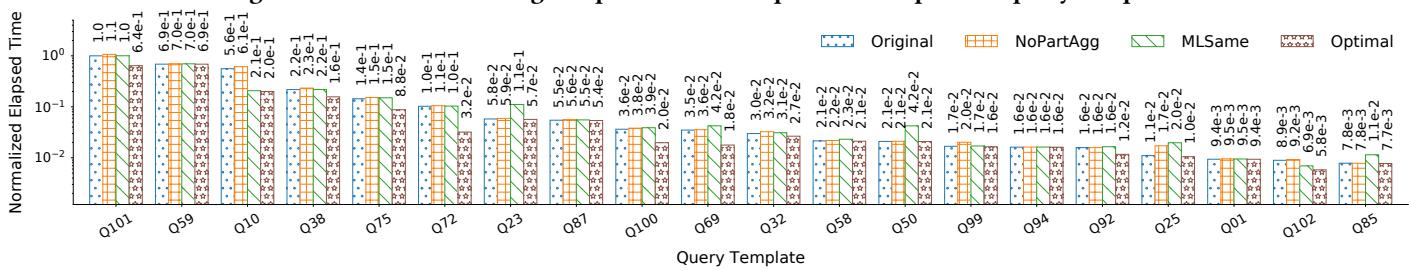 Original NoPartAgg MLSame Optimal
Normalized Elapsed Time
10⁰
10⁻¹
10⁻²
1.0 1.1 1.0 6.4e-1
6.9e-1 7.0e-1 7.0e-1 6.9e-1
5.6e-1 6.1e-1 2.1e-1 2.0e-1
2.2e-1 2.3e-1 2.2e-1 1.6e-1
1.4e-1 1.5e-1 1.5e-1 8.8e-2
1.0e-1 1.1e-1 1.0e-1 3.2e-2
5.8e-2 5.9e-2 1.1e-1 5.7e-2
5.5e-2 5.6e-2 5.5e-2 5.4e-2
3.6e-2 3.8e-2 3.9e-2 2.0e-2
3.5e-2 3.6e-2 4.2e-2 1.8e-2
3.0e-2 3.2e-2 3.1e-2 2.7e-2
2.1e-2 2.2e-2 2.3e-2 2.1e-2
2.1e-2 2.1e-2 4.2e-2 2.1e-2
1.7e-2 2.0e-2 1.7e-2 1.6e-2
1.6e-2 1.6e-2 1.6e-2 1.6e-2
1.6e-2 1.6e-2 1.6e-2 1.2e-2
1.1e-2 1.7e-2 2.0e-2 1.0e-2
9.4e-3 9.5e-3 9.5e-3 9.4e-3
8.9e-3 9.2e-3 6.9e-3 5.8e-3
7.8e-3 7.8e-3 1.1e-2 7.7e-3
Q101 Q59 Q10 Q38 Q75 Q72 Q23 Q87 Q100 Q69 Q32 Q58 Q50 Q99 Q94 Q92 Q25 Q01 Q102 Q85
Query Template